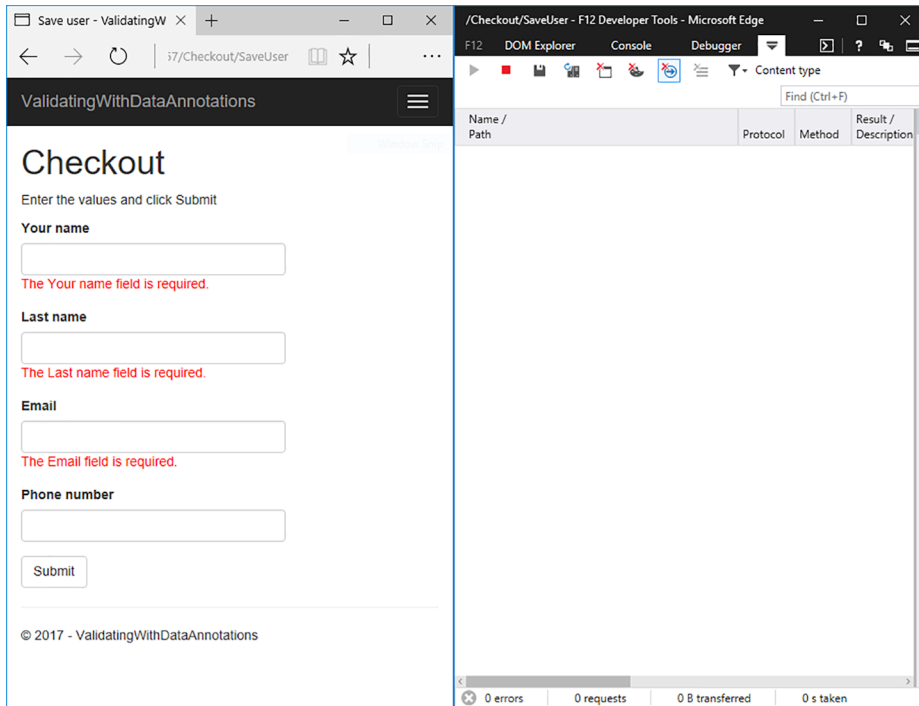 Save user - ValidatingW
57/Checkout/SaveUser
ValidatingWithDataAnnotations
Checkout
Enter the values and click Submit
Your name
The Your name field is required.
Last name
The Last name field is required.
Email
The Email field is required.
Phone number
Submit
© 2017 - ValidatingWithDataAnnotations
/Checkout/SaveUser - F12 Developer Tools - Microsoft Edge
F12 DOM Explorer Console Debugger
Content type
Find (Ctrl+F)
Name / Result /
Path Protocol Method Description
0 errors 0 requests 0 B transferred 0 s taken